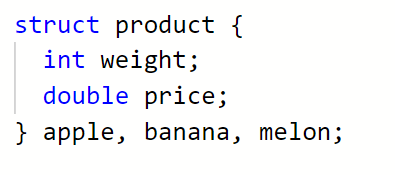 struct product {
  int weight;
  double price;
} apple, banana, melon;